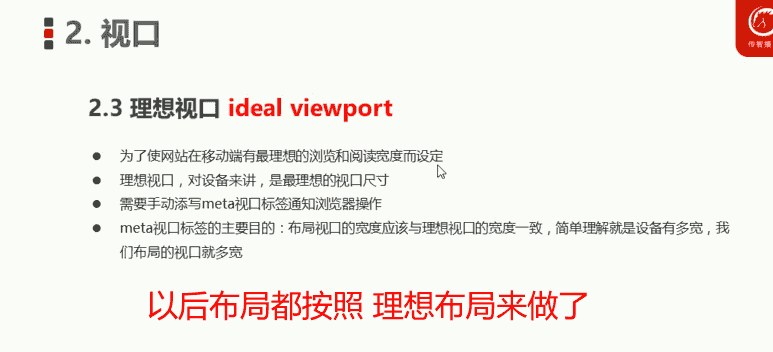 2. 视口
传智播
2.3 理想视口 ideal viewport
为了使网站在移动端有最理想的浏览和阅读宽度而设定
理想视口，对设备来讲，是最理想的视口尺寸
需要手动添写meta视口标签通知浏览器操作
meta视口标签的主要目的：布局视口的宽度应该与理想视口的宽度一致，简单理解就是设备有多宽，我
们布局的视口就多宽
以后布局都按照 理想布局来做了